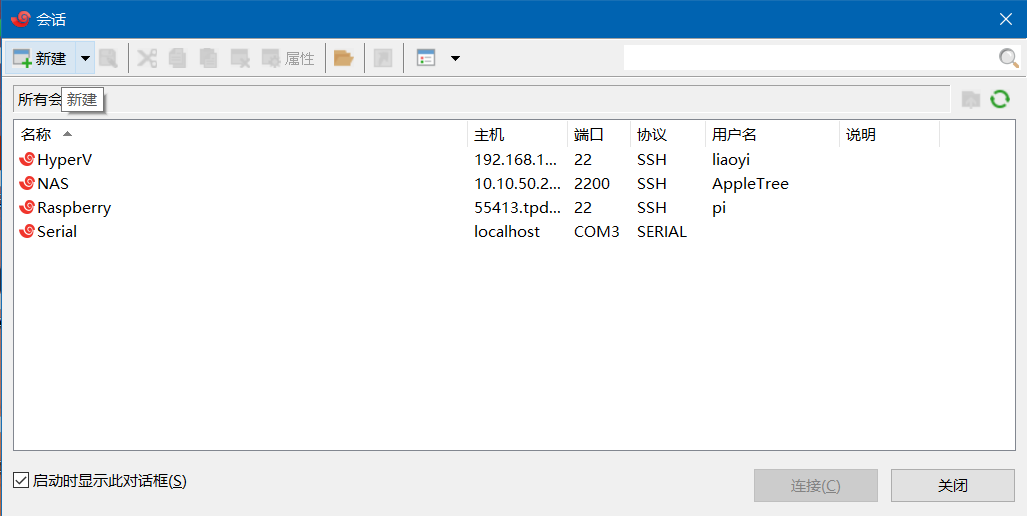 会话
新建 属性
所有会 新建
名称 主机 端口 协议 用户名 说明
HyperV 192.168.1... 22 SSH liaoyi
NAS 10.10.50.2... 2200 SSH AppleTree
Raspberry 55413.tpd... 22 SSH pi
Serial localhost COM3 SERIAL
启动时显示此对话框(S) 连接(C) 关闭